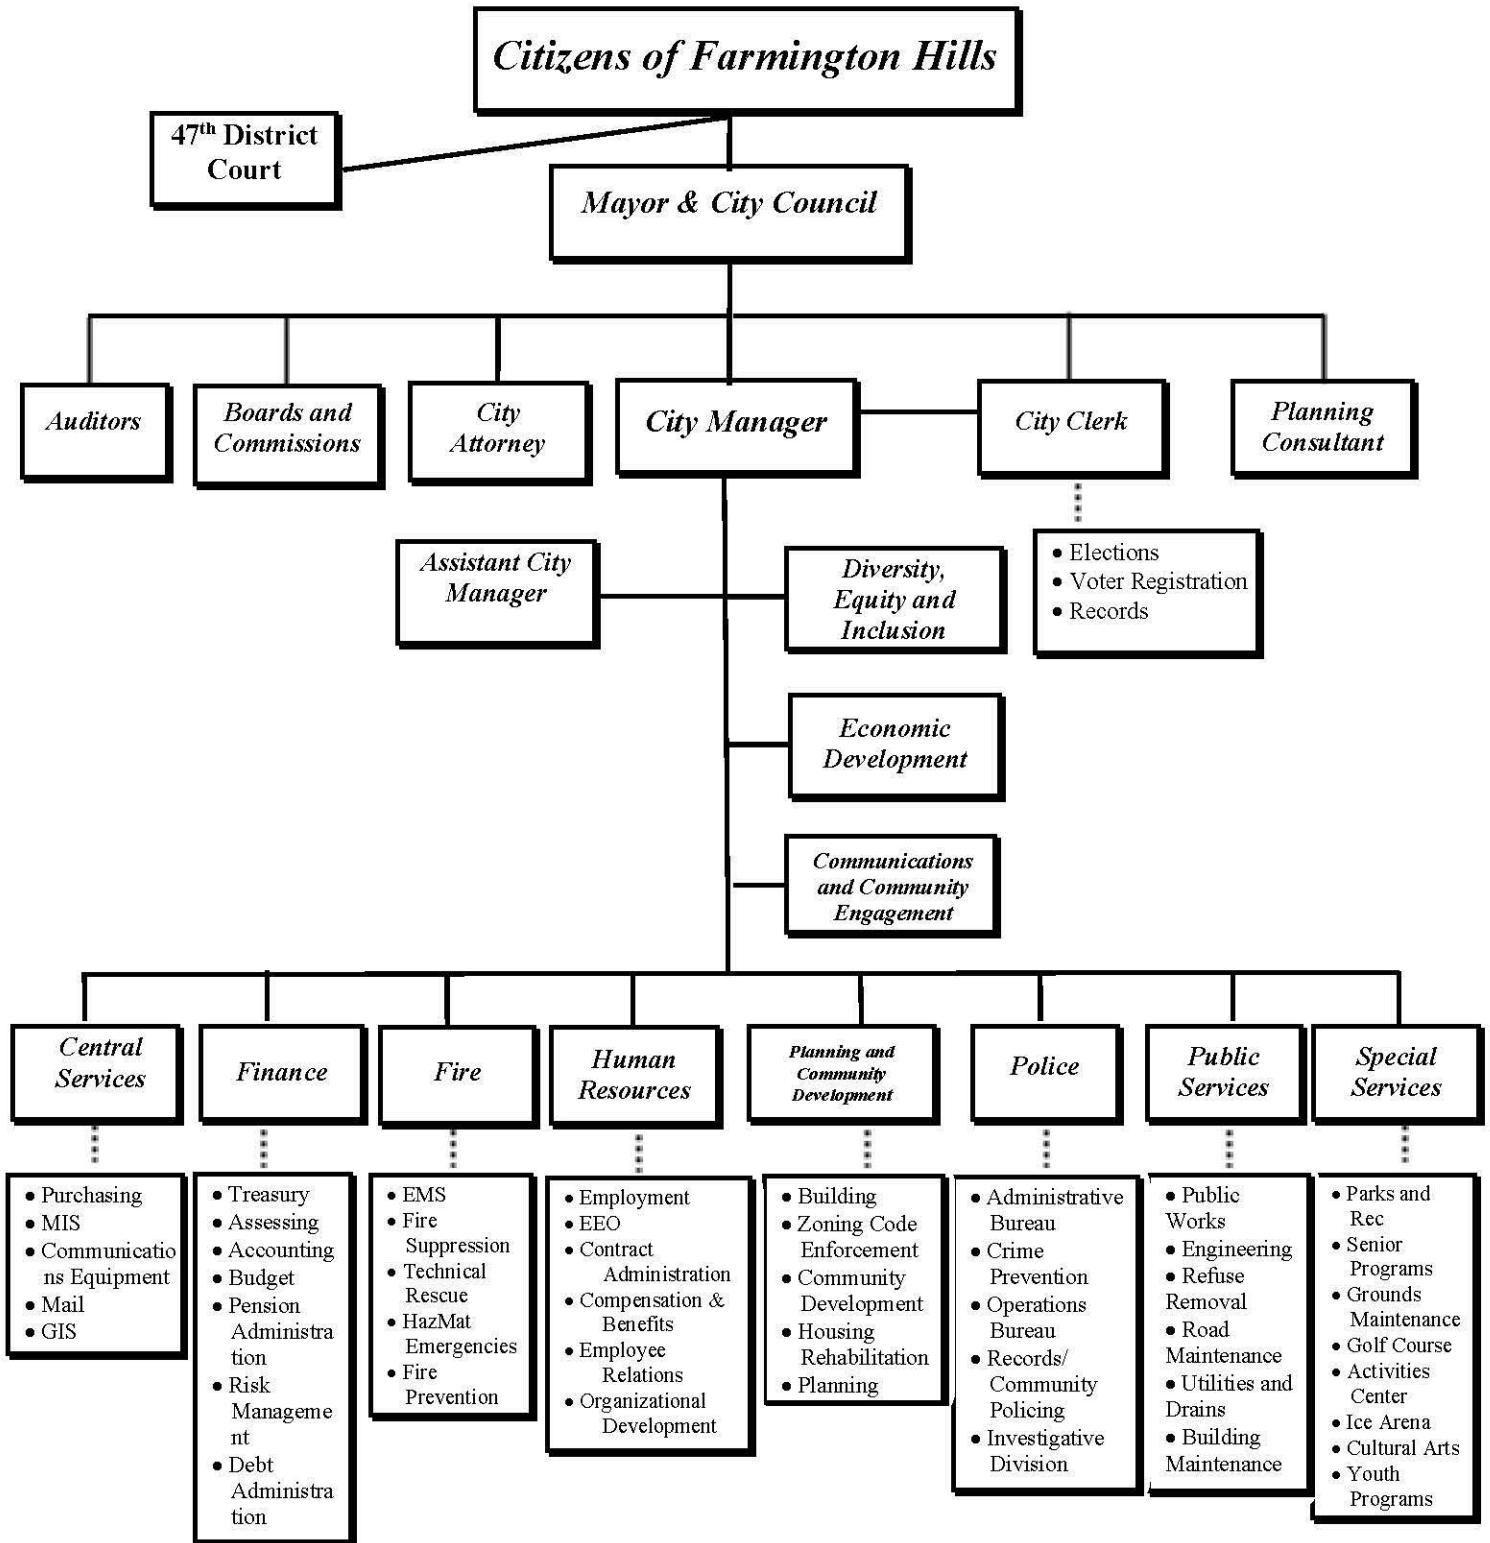 Citizens of Farmington Hills
47th District
Court
Mayor & City Council
Auditors
Boards and
Commissions
City
Attorney
City Manager
City Clerk
Planning
Consultant
• Elections
• Voter Registration
• Records
Assistant City
Manager
Diversity,
Equity and
Inclusion
Economic
Development
Communications
and Community
Engagement
Central
Services
Finance
Fire
Human
Resources
Planning and
Community
Development
Police
Public
Services
Special
Services
• Purchasing
• MIS
• Communicatio
ns Equipment
• Mail
• GIS
• Treasury
• Assessing
• Accounting
• Budget
• Pension
Administra
tion
• Risk
Manageme
nt
• Debt
Administra
tion
• EMS
• Fire
Suppression
• Technical
Rescue
• HazMat
Emergencies
• Fire
Prevention
• Employment
• EEO
• Contract
Administration
• Compensation &
Benefits
• Employee
Relations
• Organizational
Development
• Building
• Zoning Code
Enforcement
• Community
Development
• Housing
Rehabilitation
• Planning
• Administrative
Bureau
• Crime
Prevention
• Operations
Bureau
• Records/
Community
Policing
• Investigative
Division
• Public
Works
• Engineering
• Refuse
Removal
• Road
Maintenance
• Utilities and
Drains
• Building
Maintenance
• Parks and
Rec
• Senior
Programs
• Grounds
Maintenance
• Golf Course
• Activities
Center
• Ice Arena
• Cultural Arts
• Youth
Programs